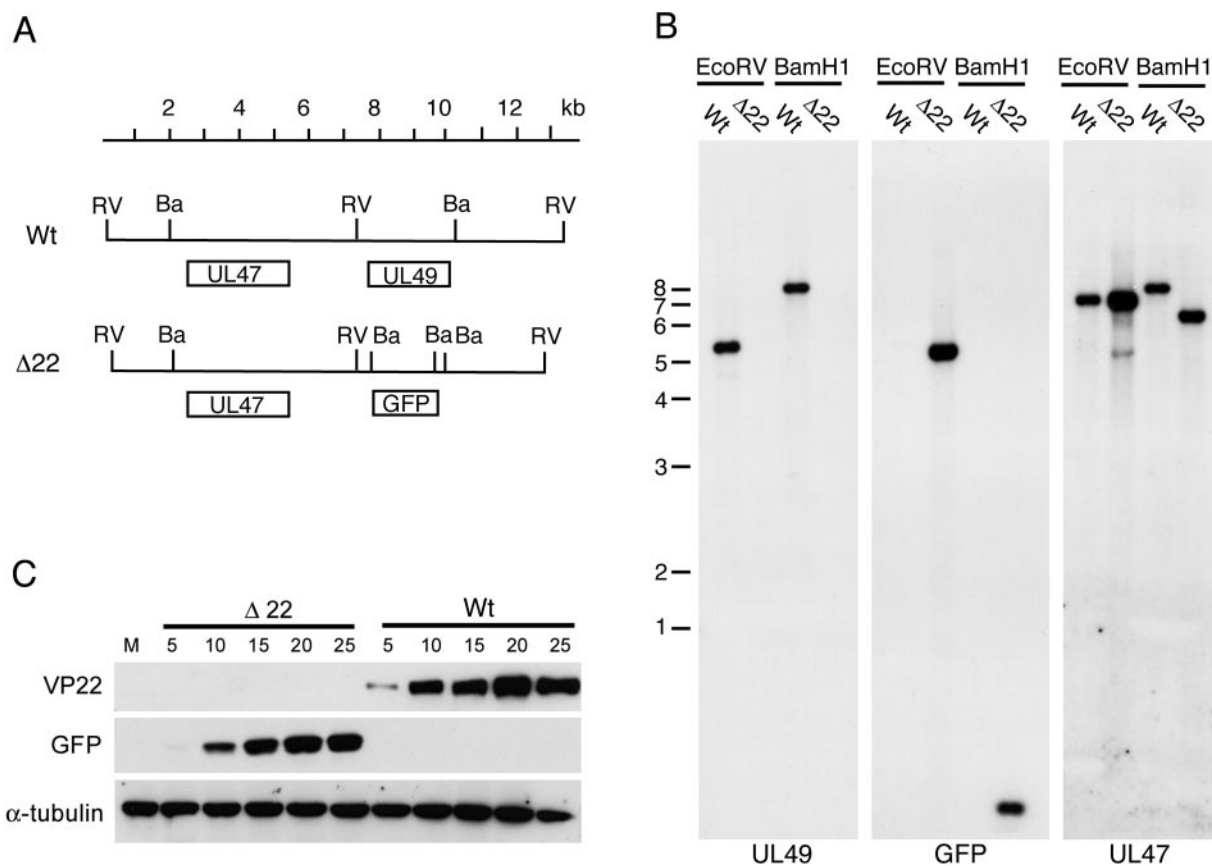 A
2 4 6 8 10 12 kb
RV Ba RV Ba RV
Wt
UL47 UL49
RV Ba RV Ba Ba Ba RV
Δ22
UL47 GFP
B
EcoRV BamH1 EcoRV BamH1 EcoRV BamH1
Wt Δ22 Wt Δ22 Wt Δ22 Wt Δ22 Wt Δ22 Wt Δ22
8
7
6
5
4
3
2
1
UL49 GFP UL47
C
Δ 22 Wt
M 5 10 15 20 25 5 10 15 20 25
VP22
GFP
α-tubulin